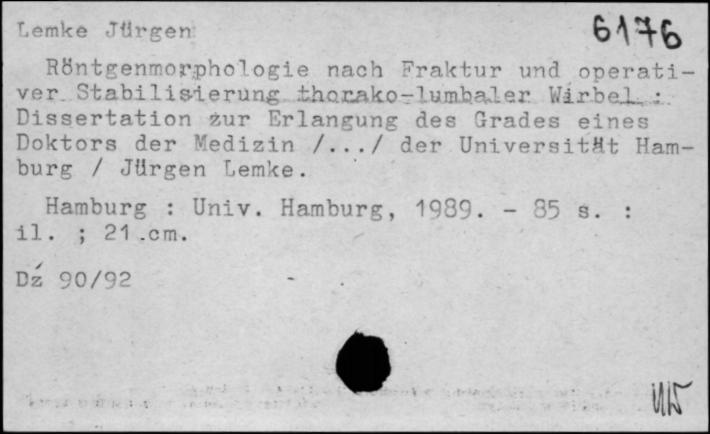 Lemke Jürgen 6176
Röntgenmorphologie nach Fraktur und operati-
ver Stabilisierung thorako-lumbaler Wirbel :
Dissertation zur Erlangung des Grades eines
Doktors der Medizin /.../ der Universität Ham-
burg / Jürgen Lemke.
Hamburg : Univ. Hamburg, 1989. - 85 s. :
il. ; 21 cm.
Dź 90/92